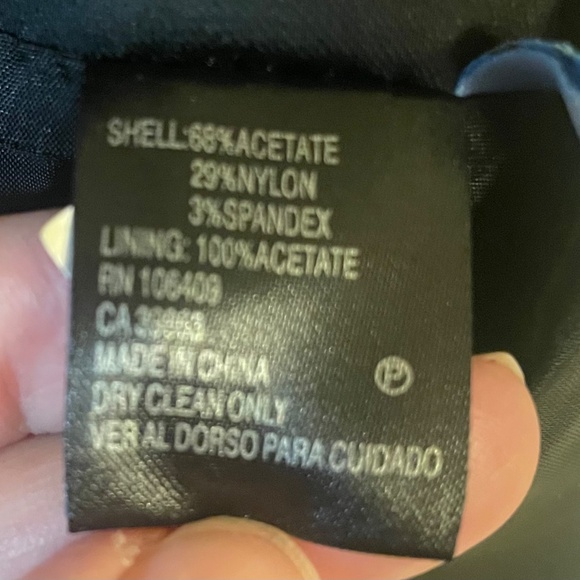 SHELL:68%ACETATE
29%NYLON
3%SPANDEX
LINING: 100%ACETATE
RN 106409
CA
MADE IN CHINA
P
DRY CLEAN ONLY
VER AL DORSO PARA CUIDADO